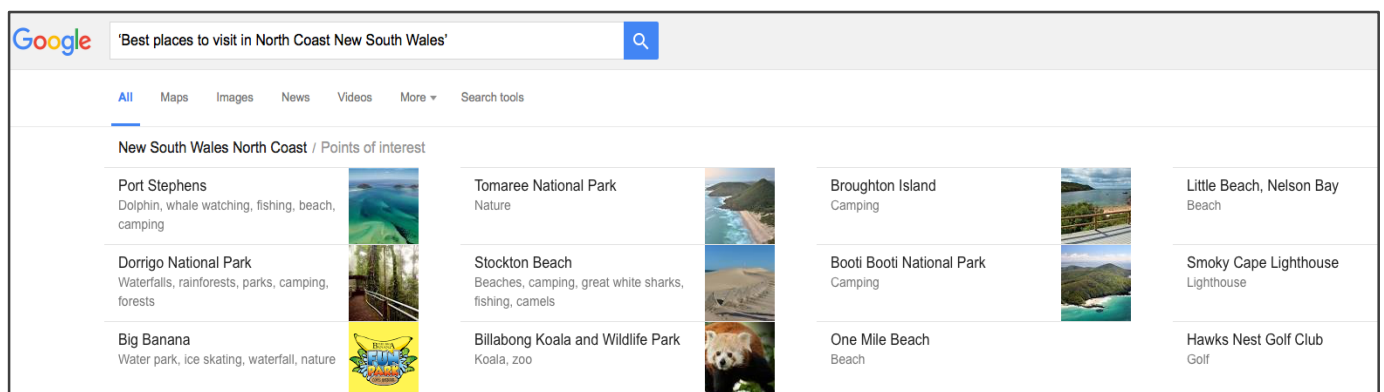 Google
‘Best places to visit in North Coast New South Wales’
All Maps Images News Videos More Search tools
New South Wales North Coast / Points of interest
Port Stephens
Dolphin, whale watching, fishing, beach,
camping
Tomaree National Park
Nature
Broughton Island
Camping
Little Beach, Nelson Bay
Beach
Dorrigo National Park
Waterfalls, rainforests, parks, camping,
forests
Stockton Beach
Beaches, camping, great white sharks,
fishing, camels
Booti Booti National Park
Camping
Smoky Cape Lighthouse
Lighthouse
Big Banana
Water park, ice skating, waterfall, nature
FUN
PARK
Billabong Koala and Wildlife Park
Koala, zoo
One Mile Beach
Beach
Hawks Nest Golf Club
Golf